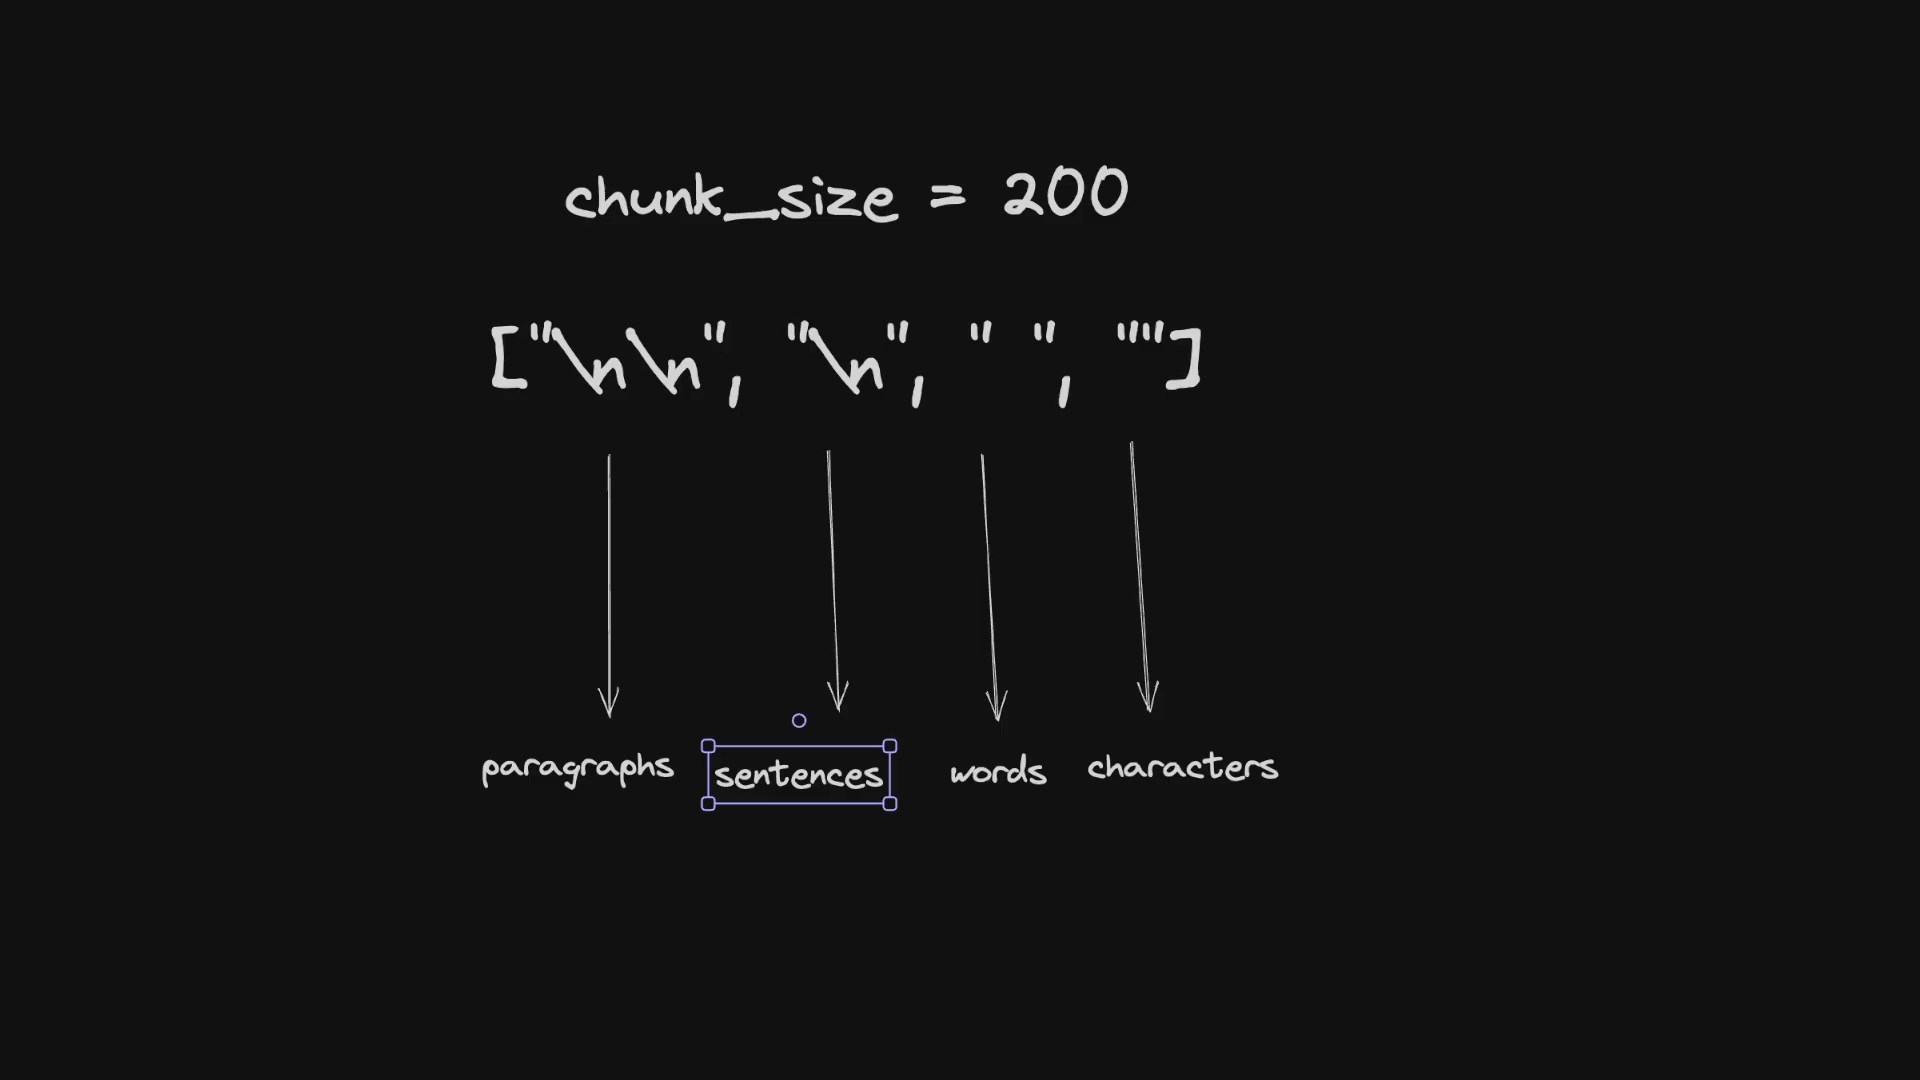 chunk_size = 200
["\n\n", "\n", " ", ""]
paragraphs sentences words characters